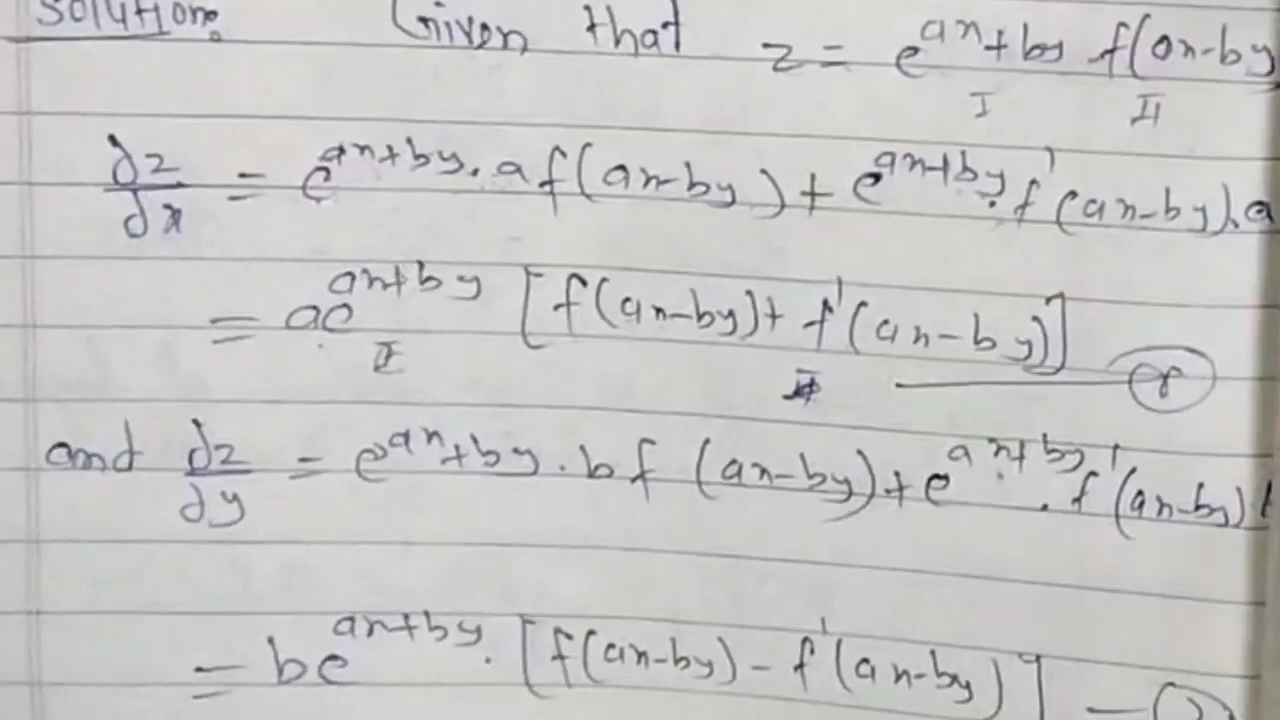 Solution: Given that z = e^{ax+by} f(ax-by
I II
∂z/∂x = e^{ax+by}. a f(ax-by) + e^{ax+by}. f'(ax-by).a
= ae^{ax+by} [f(ax-by) + f'(ax-by)]
I II
and ∂z/∂y = e^{ax+by}. b f (ax-by) + e^{ax+by}. f'(ax-by)
= be^{ax+by}. [f(ax-by) - f'(ax-by)] —